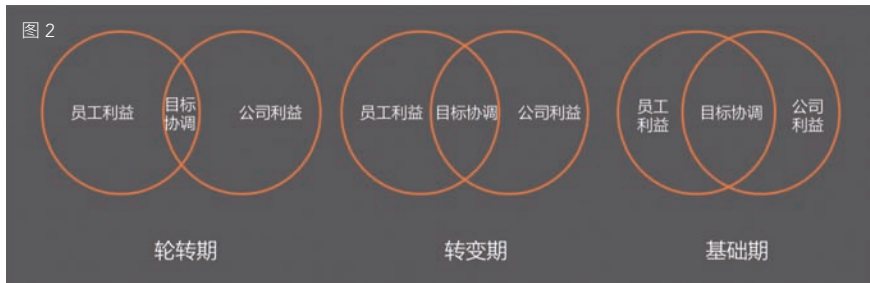 图 2
员工利益
目标
协调
公司利益
员工利益
目标协调
公司利益
员工
利益
目标协调
公司
利益
轮转期
转变期
基础期